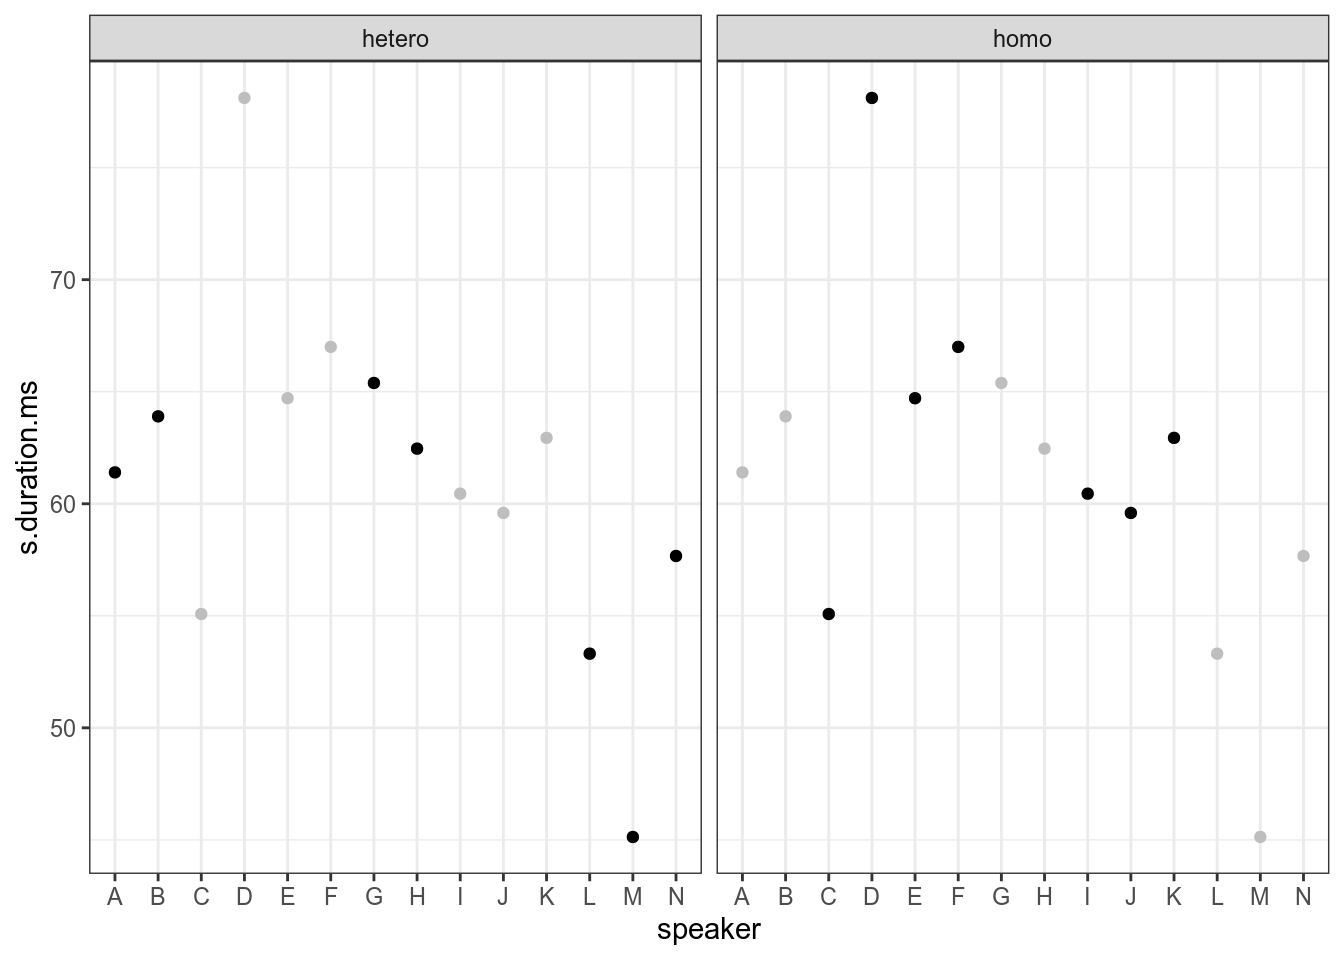 hetero homo
s.duration.ms
70
60
50
A B C D E F G H I J K L M N A B C D E F G H I J K L M N
speaker